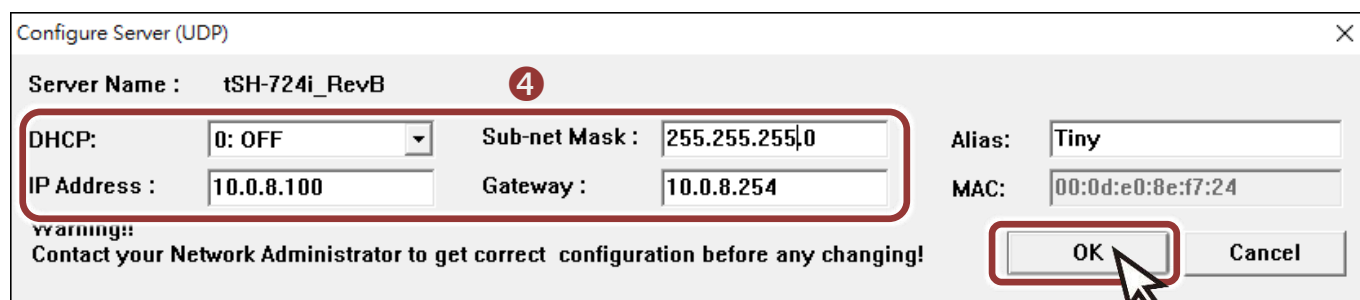 Configure Server (UDP)
Server Name : tSH-724i_RevB 4
DHCP: 0: OFF Sub-net Mask : 255.255.255.0 Alias: Tiny
IP Address : 10.0.8.100 Gateway : 10.0.8.254 MAC: 00:0d:e0:8e:f7:24
Warning!!
Contact your Network Administrator to get correct configuration before any changing!
OK Cancel